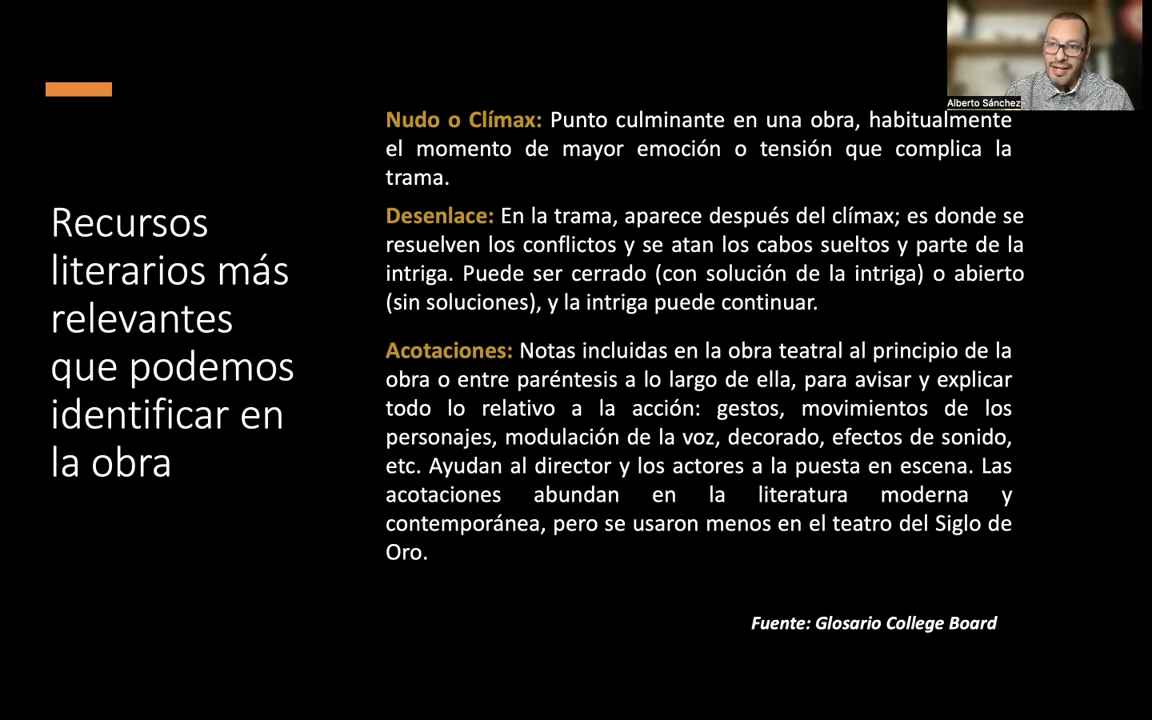 Alberto Sánchez
Recursos
literarios más
relevantes
que podemos
identificar en
la obra
Nudo o Clímax: Punto culminante en una obra, habitualmente
el momento de mayor emoción o tensión que complica la
trama.
Desenlace: En la trama, aparece después del clímax; es donde se
resuelven los conflictos y se atan los cabos sueltos y parte de la
intriga. Puede ser cerrado (con solución de la intriga) o abierto
(sin soluciones), y la intriga puede continuar.
Acotaciones: Notas incluidas en la obra teatral al principio de la
obra o entre paréntesis a lo largo de ella, para avisar y explicar
todo lo relativo a la acción: gestos, movimientos de los
personajes, modulación de la voz, decorado, efectos de sonido,
etc. Ayudan al director y los actores a la puesta en escena. Las
acotaciones abundan en la literatura moderna y
contemporánea, pero se usaron menos en el teatro del Siglo de
Oro.
Fuente: Glosario College Board